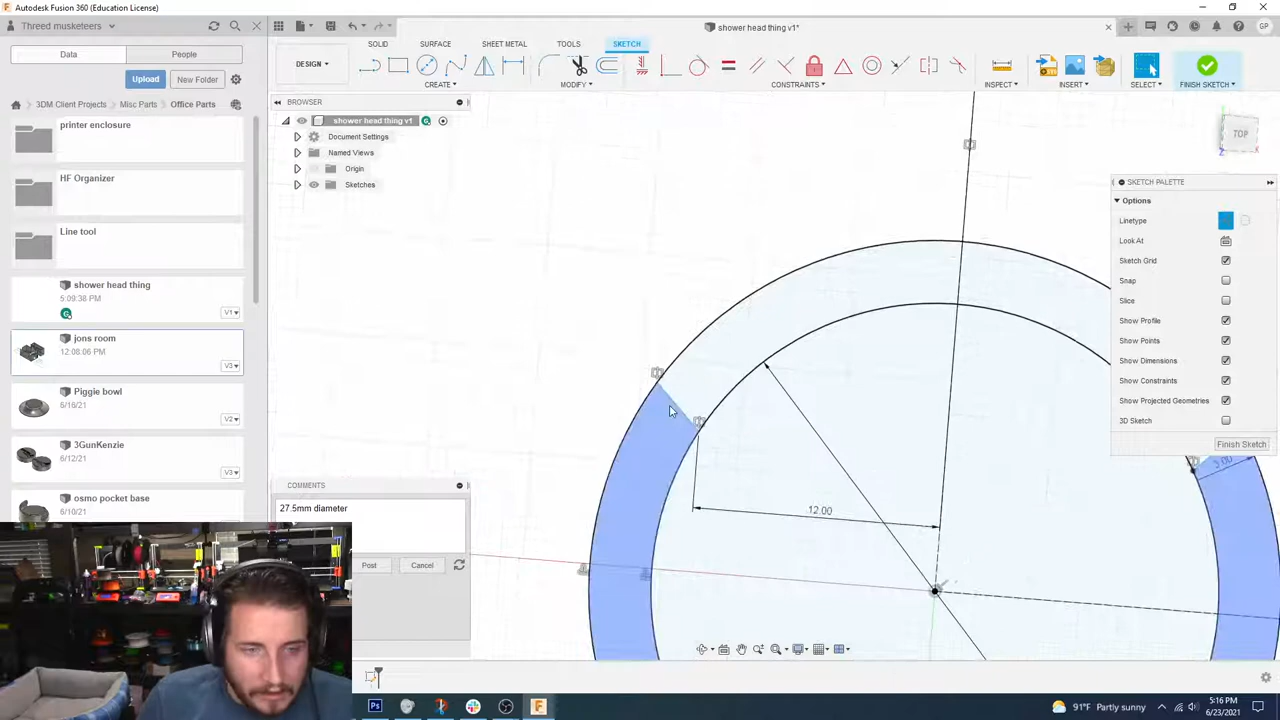 Autodesk Fusion 360 (Education License)
Threed musketeers
shower head thing v1*
Data
People
Upload
New Folder
3DM Client Projects > Misc Parts > Office Parts
printer enclosure
HF Organizer
Line tool
shower head thing
5:09:38 PM
V1
jons room
12:08:06 PM
V3
Piggie bowl
6/16/21
V2
3GunKenzie
6/12/21
V3
osmo pocket base
6/10/21
DESIGN
SOLID
SURFACE
SHEET METAL
TOOLS
SKETCH
CREATE
MODIFY
CONSTRAINTS
INSPECT
INSERT
SELECT
FINISH SKETCH
GP
BROWSER
shower head thing v1
Document Settings
Named Views
Origin
Sketches
TOP
SKETCH PALETTE
Options
Linetype
Look At
Sketch Grid
Snap
Slice
Show Profile
Show Points
Show Dimensions
Show Constraints
Show Projected Geometries
3D Sketch
Finish Sketch
3.00
12.00
COMMENTS
27.5mm diameter
Post
Cancel
91°F Partly sunny
5:16 PM
6/23/2021